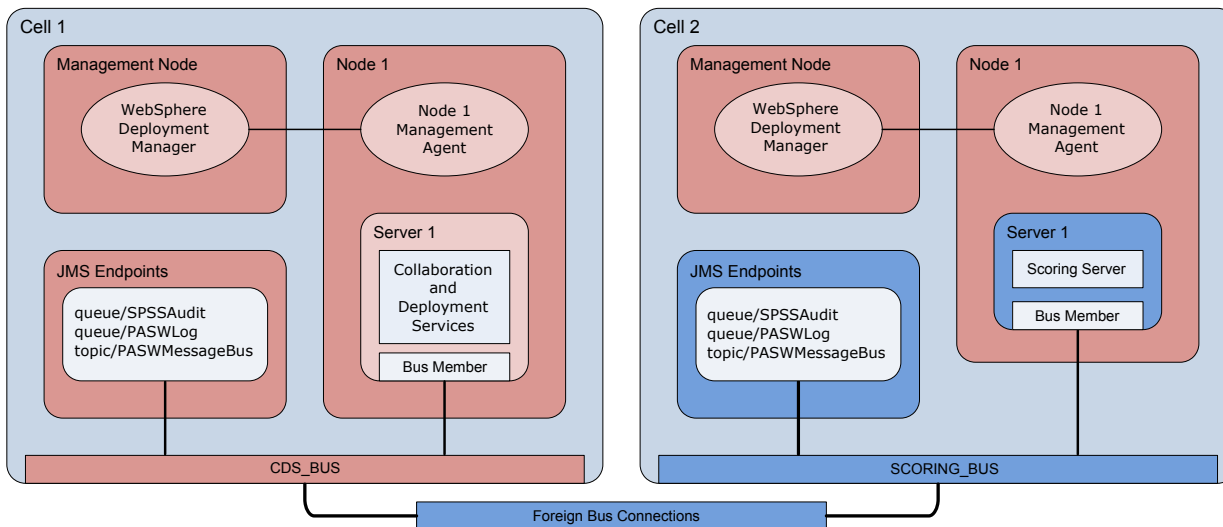 Cell 1
Management Node
WebSphere
Deployment
Manager
Node 1
Node 1
Management
Agent
Server 1
Collaboration
and
Deployment
Services
Bus Member
JMS Endpoints
queue/SPSSAudit
queue/PASWLog
topic/PASWMessageBus
CDS_BUS
Cell 2
Management Node
WebSphere
Deployment
Manager
Node 1
Node 1
Management
Agent
Server 1
Scoring Server
Bus Member
JMS Endpoints
queue/SPSSAudit
queue/PASWLog
topic/PASWMessageBus
SCORING_BUS
Foreign Bus Connections